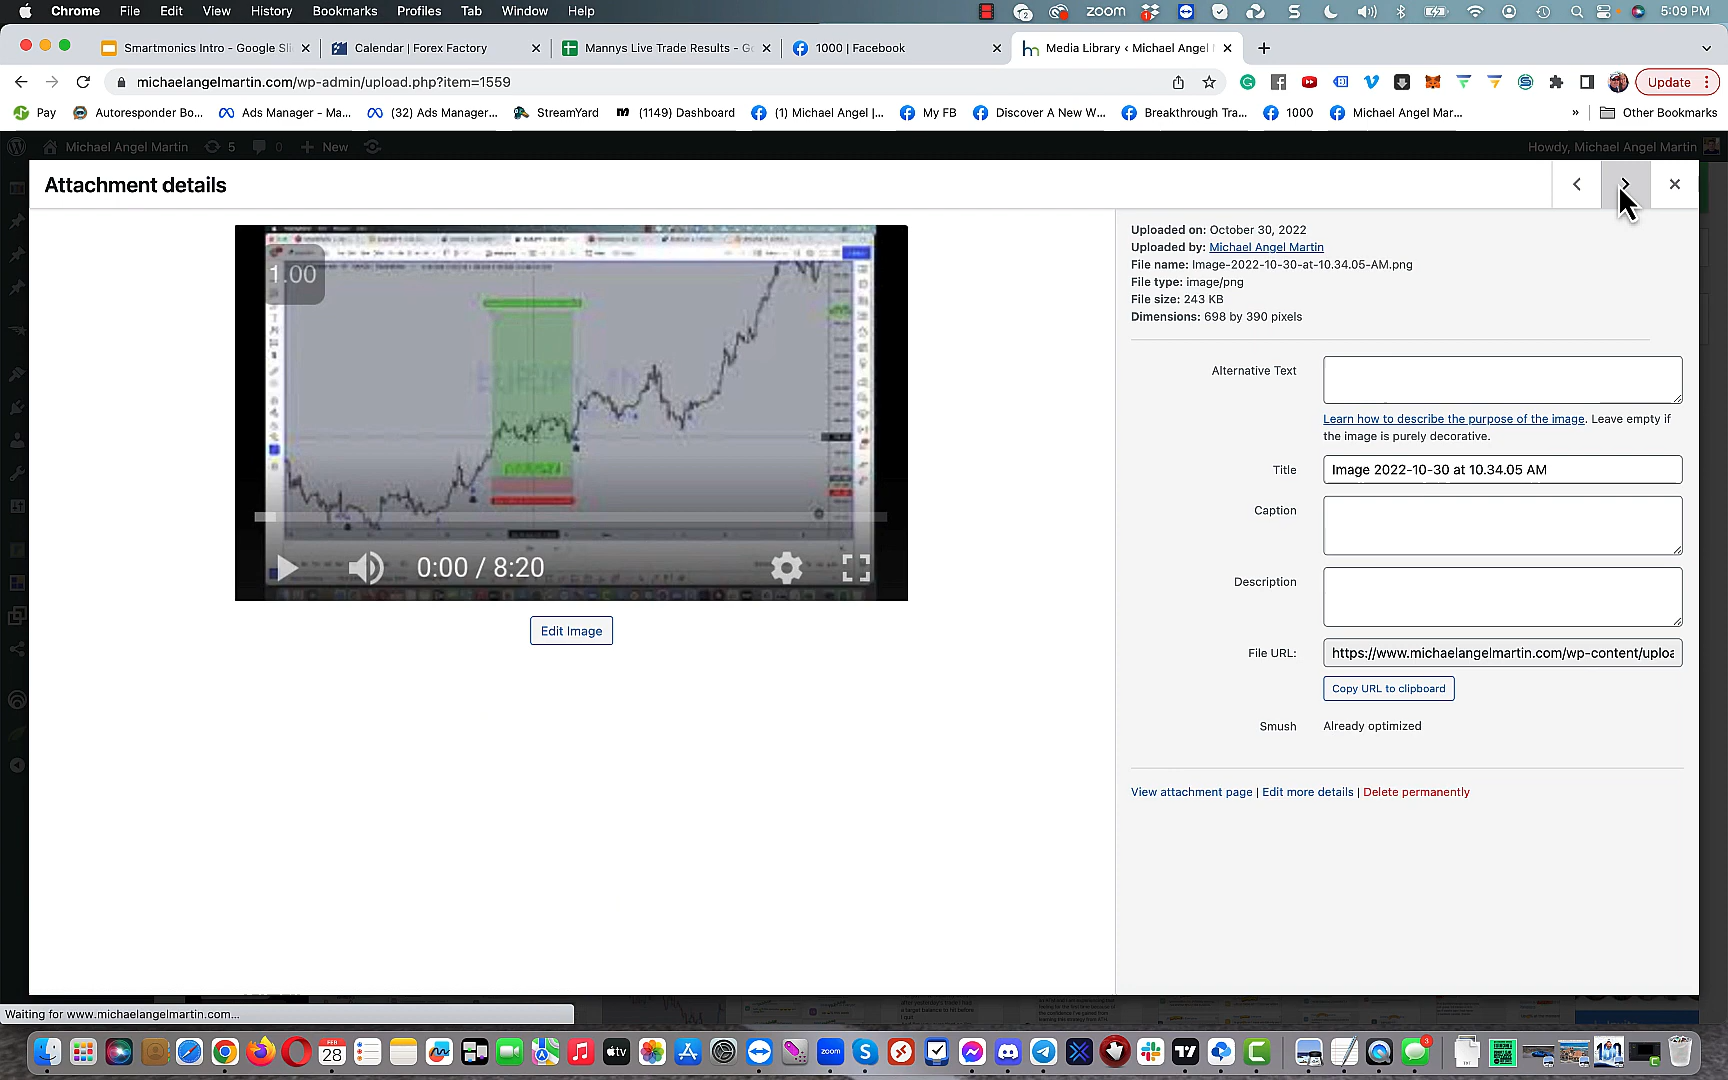 Chrome File Edit View History Bookmarks Profiles Tab Window Help
zoom
5:09 PM
Smartmonics Intro - Google Sli
Calendar | Forex Factory
Mannys Live Trade Results - Go
1000 | Facebook
Media Library ‹ Michael Angel
michaelangelmartin.com/wp-admin/upload.php?item=1559
Update
Pay
Autoresponder Bo...
Ads Manager - Ma...
(32) Ads Manager...
StreamYard
(1149) Dashboard
(1) Michael Angel |...
My FB
Discover A New W...
Breakthrough Tra...
1000
Michael Angel Mar...
»
Other Bookmarks
Michael Angel Martin 5 0 + New
Howdy, Michael Angel Martin
Attachment details
1.00
0:00 / 8:20
Edit Image
Uploaded on: October 30, 2022
Uploaded by: Michael Angel Martin
File name: Image-2022-10-30-at-10.34.05-AM.png
File type: image/png
File size: 243 KB
Dimensions: 698 by 390 pixels
Alternative Text
Learn how to describe the purpose of the image. Leave empty if
the image is purely decorative.
Title
Image 2022-10-30 at 10.34.05 AM
Caption
Description
File URL:
https://www.michaelangelmartin.com/wp-content/uploa
Copy URL to clipboard
Smush
Already optimized
View attachment page | Edit more details | Delete permanently
Waiting for www.michaelangelmartin.com...
FEB
28
tv
zoom
3